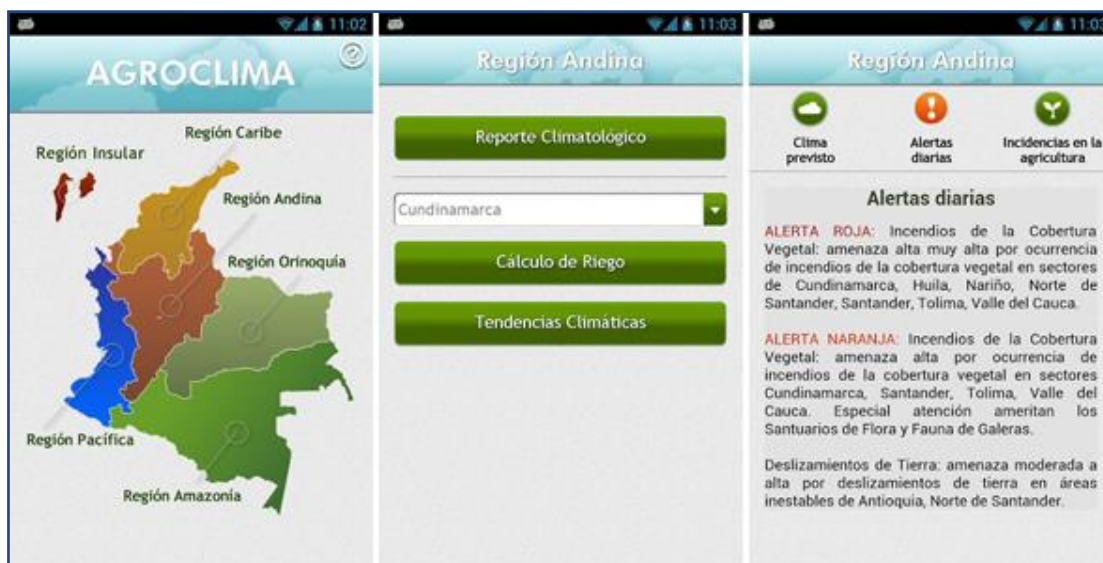 11:02
AGROCLIMA
Región Caribe
Región Insular
Región Andina
Región Orinoquía
Región Pacífica
Región Amazonía
11:03
Región Andina
Reporte Climatológico
Cundinamarca
Cálculo de Riego
Tendencias Climáticas
11:03
Región Andina
Clima
previsto
Alertas
diarias
Incidencias en la
agricultura
Alertas diarias
ALERTA ROJA: Incendios de la Cobertura
Vegetal: amenaza alta muy alta por ocurrencia
de incendios de la cobertura vegetal en sectores
de Cundinamarca, Huila, Nariño, Norte de
Santander, Santander, Tolima, Valle del Cauca.
ALERTA NARANJA: Incendios de la Cobertura
Vegetal: amenaza alta por ocurrencia de
incendios de la cobertura vegetal en sectores
Cundinamarca, Santander, Tolima, Valle del
Cauca. Especial atención ameritan los
Santuarios de Flora y Fauna de Galeras.
Deslizamientos de Tierra: amenaza moderada a
alta por deslizamientos de tierra en áreas
inestables de Antioquia, Norte de Santander.